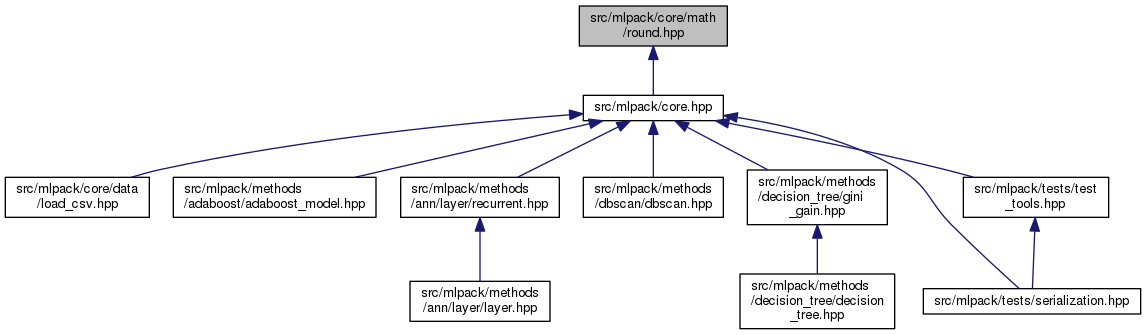 src/mlpack/core/math
/round.hpp
src/mlpack/core.hpp
src/mlpack/core/data
/load_csv.hpp
src/mlpack/methods
/adaboost/adaboost_model.hpp
src/mlpack/methods
/ann/layer/recurrent.hpp
src/mlpack/methods
/dbscan/dbscan.hpp
src/mlpack/methods
/decision_tree/gini
_gain.hpp
src/mlpack/tests/test
_tools.hpp
src/mlpack/methods
/ann/layer/layer.hpp
src/mlpack/methods
/decision_tree/decision
_tree.hpp
src/mlpack/tests/serialization.hpp